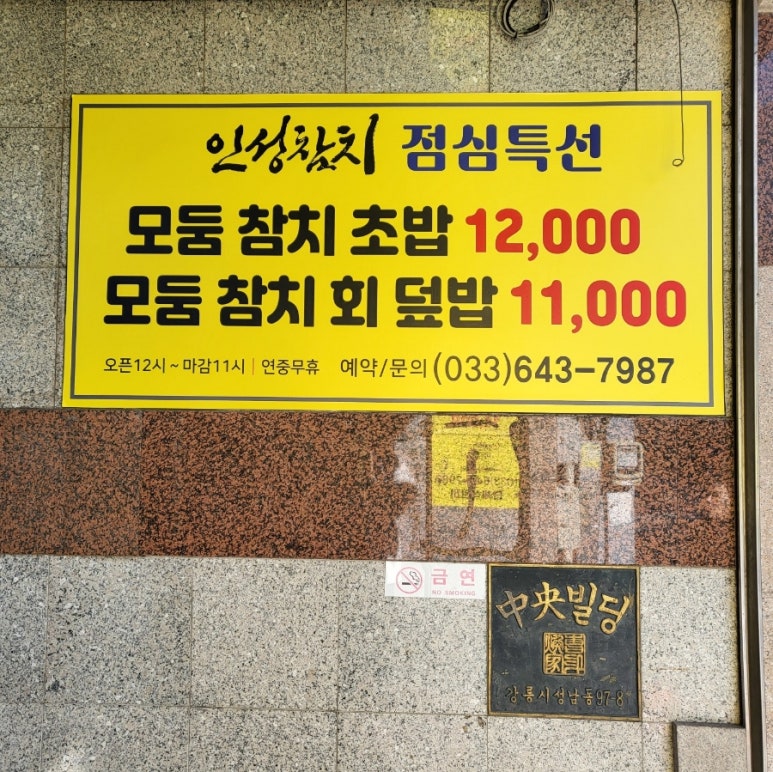 인성참치 점심특선
모둠 참치 초밥 12,000
모둠 참치 회 덮밥 11,000
오픈12시 ~ 마감11시 | 연중무휴 예약/문의 (033)643-7987
금연
NO SMOKING
中央빌딩
강릉시성남동97-8